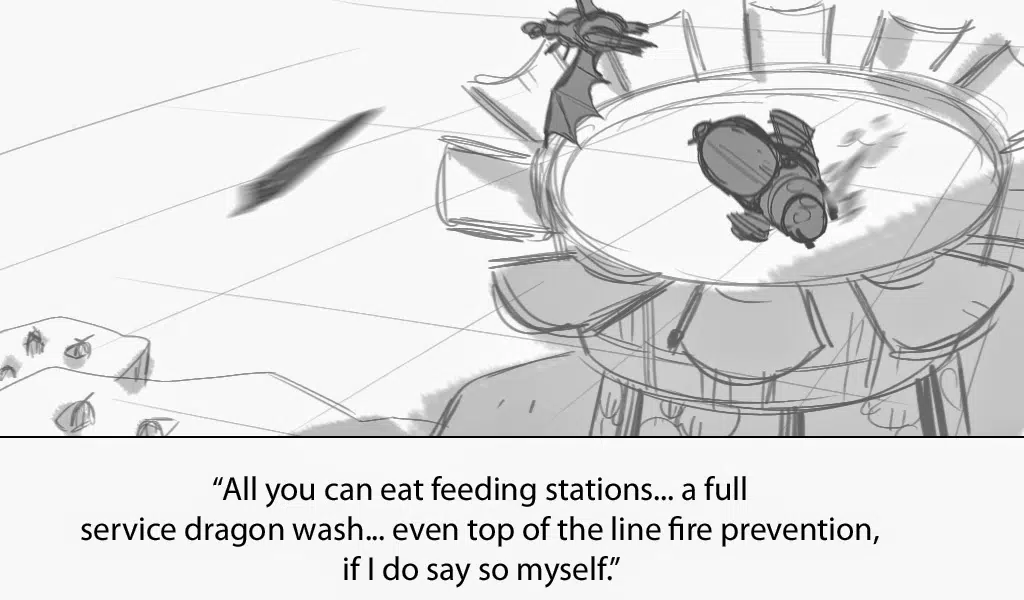 “All you can eat feeding stations... a full
service dragon wash... even top of the line fire prevention,
if I do say so myself.”